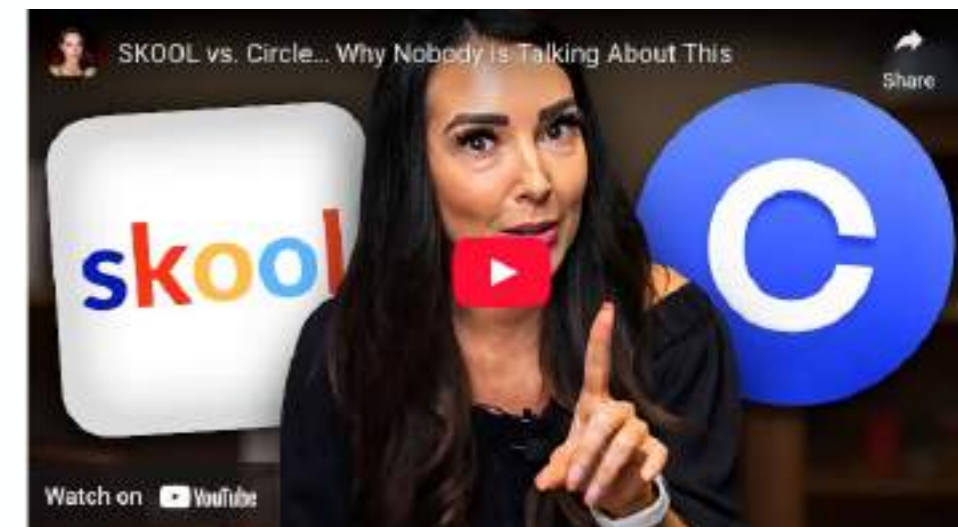 SKOOL vs. Circle... Why Nobody is Talking About This
Share
skool
C
Watch on YouTube